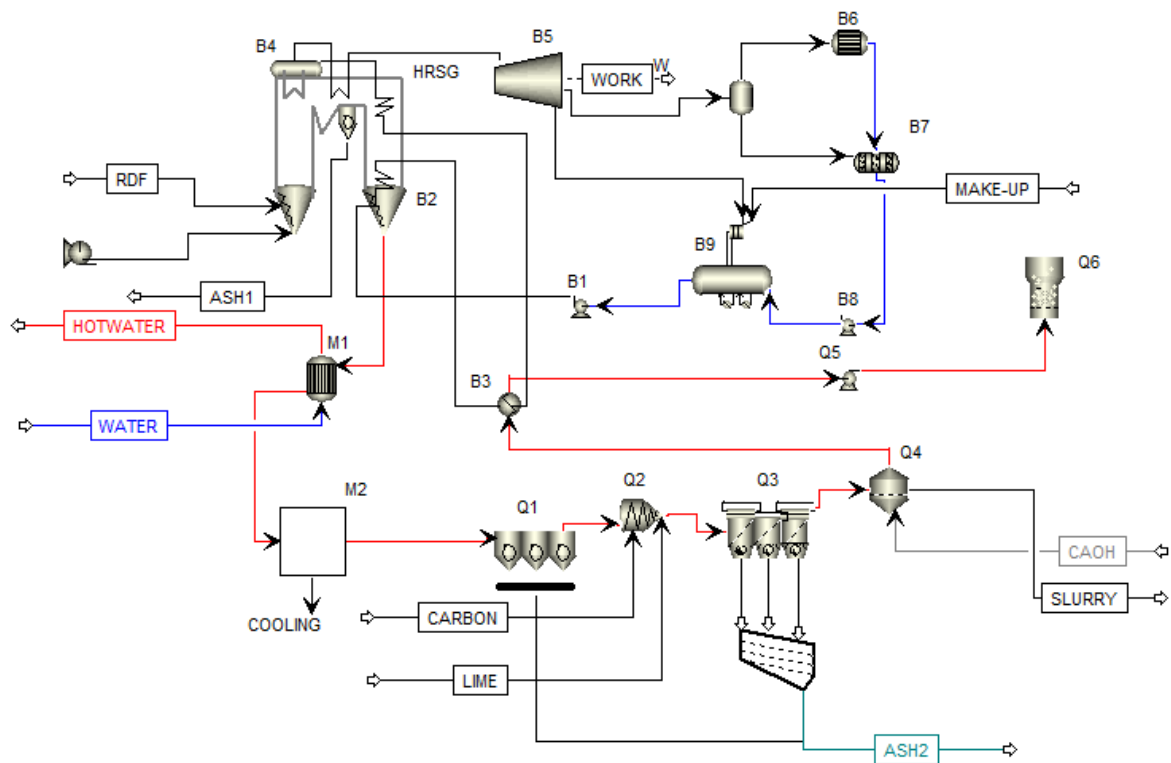 B6
B5
B4
HRSG
WORK
W
B7
RDF
MAKE-UP
B2
B9
Q6
B1
B8
ASH1
HOTWATER
M1
Q5
B3
WATER
Q4
M2
Q2
Q3
Q1
CAOH
SLURRY
CARBON
COOLING
LIME
ASH2